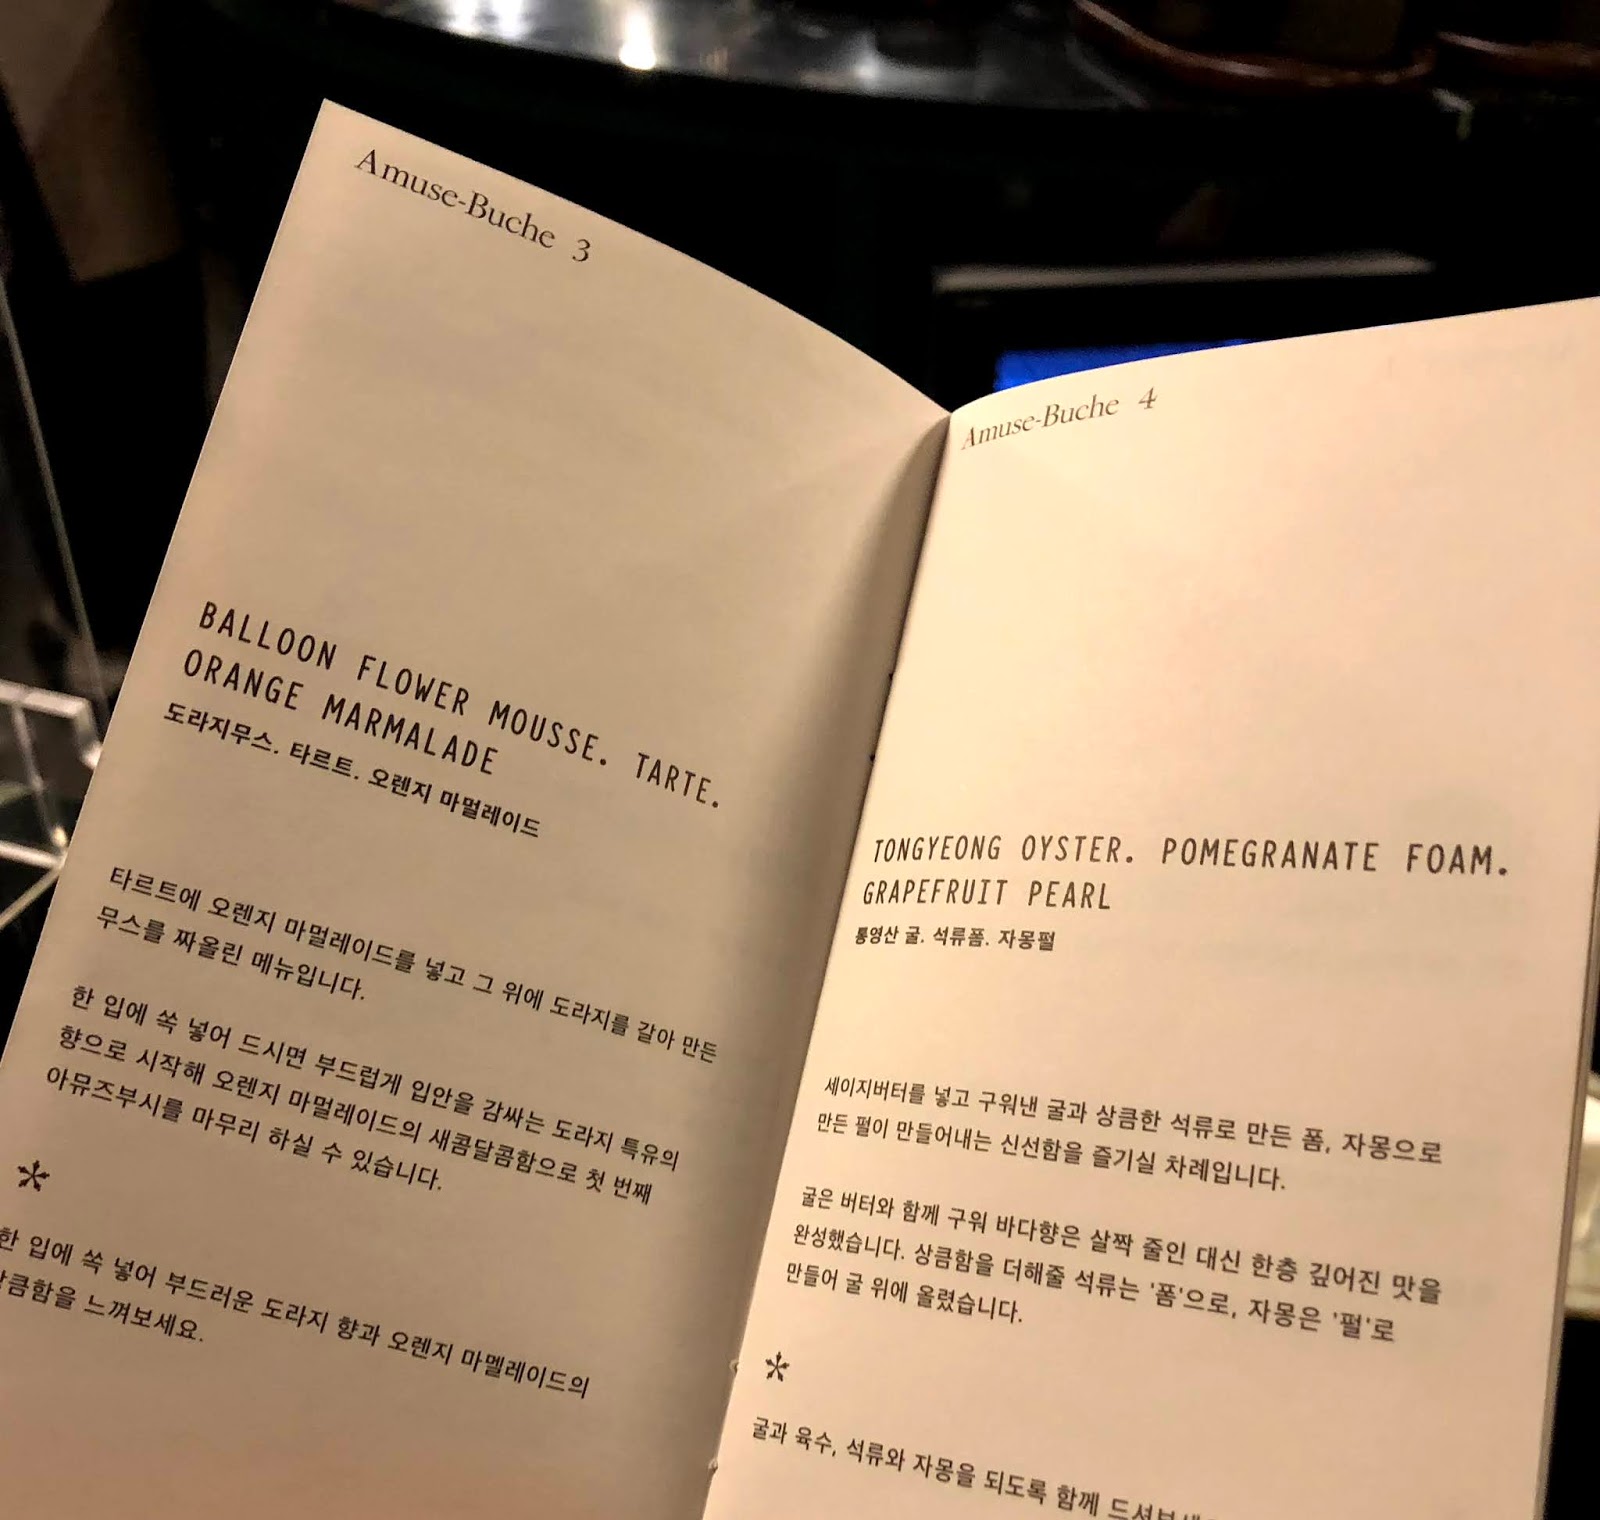 Amuse-Buche 3
BALLOON FLOWER MOUSSE. TARTE.
ORANGE MARMALADE
도라지무스. 타르트. 오렌지 마멀레이드
타르트에 오렌지 마멀레이드를 넣고 그 위에 도라지를 갈아 만든
무스를 짜올린 메뉴입니다.
한 입에 쏙 넣어 드시면 부드럽게 입안을 감싸는 도라지 특유의
향으로 시작해 오렌지 마멀레이드의 새콤달콤함으로 첫 번째
아뮤즈부시를 마무리 하실 수 있습니다.
한 입에 쏙 넣어 부드러운 도라지 향과 오렌지 마멜레이드의
느껴보세요.
Amuse-Buche 4
TONGYEONG OYSTER. POMEGRANATE FOAM.
GRAPEFRUIT PEARL
통영산 굴. 석류폼. 자몽펄
세이지버터를 넣고 구워낸 굴과 상큼한 석류로 만든 폼, 자몽으로
만든 펄이 만들어내는 신선함을 즐기실 차례입니다.
굴은 버터와 함께 구워 바다향은 살짝 줄인 대신 한층 깊어진 맛을
완성했습니다. 상큼함을 더해줄 석류는 '폼'으로, 자몽은 '펄'로
만들어 굴 위에 올렸습니다.
굴과 육수, 석류와 자몽을 되도록 함께